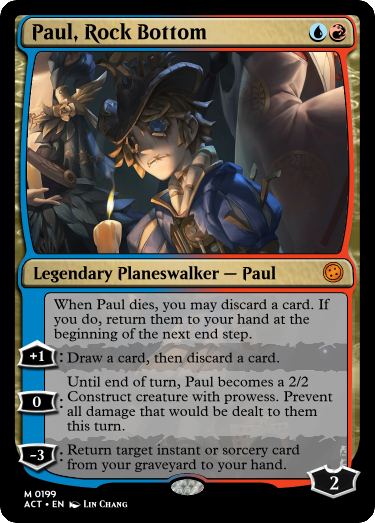 Paul, Rock Bottom
Legendary Planeswalker — Paul
When Paul dies, you may discard a card. If
you do, return them to your hand at the
beginning of the next end step.
+1: Draw a card, then discard a card.
Until end of turn, Paul becomes a 2/2
0: Construct creature with prowess. Prevent
all damage that would be dealt to them
this turn.
-3: Return target instant or sorcery card
from your graveyard to your hand.
2
M 0199
ACT • EN Lin Chang